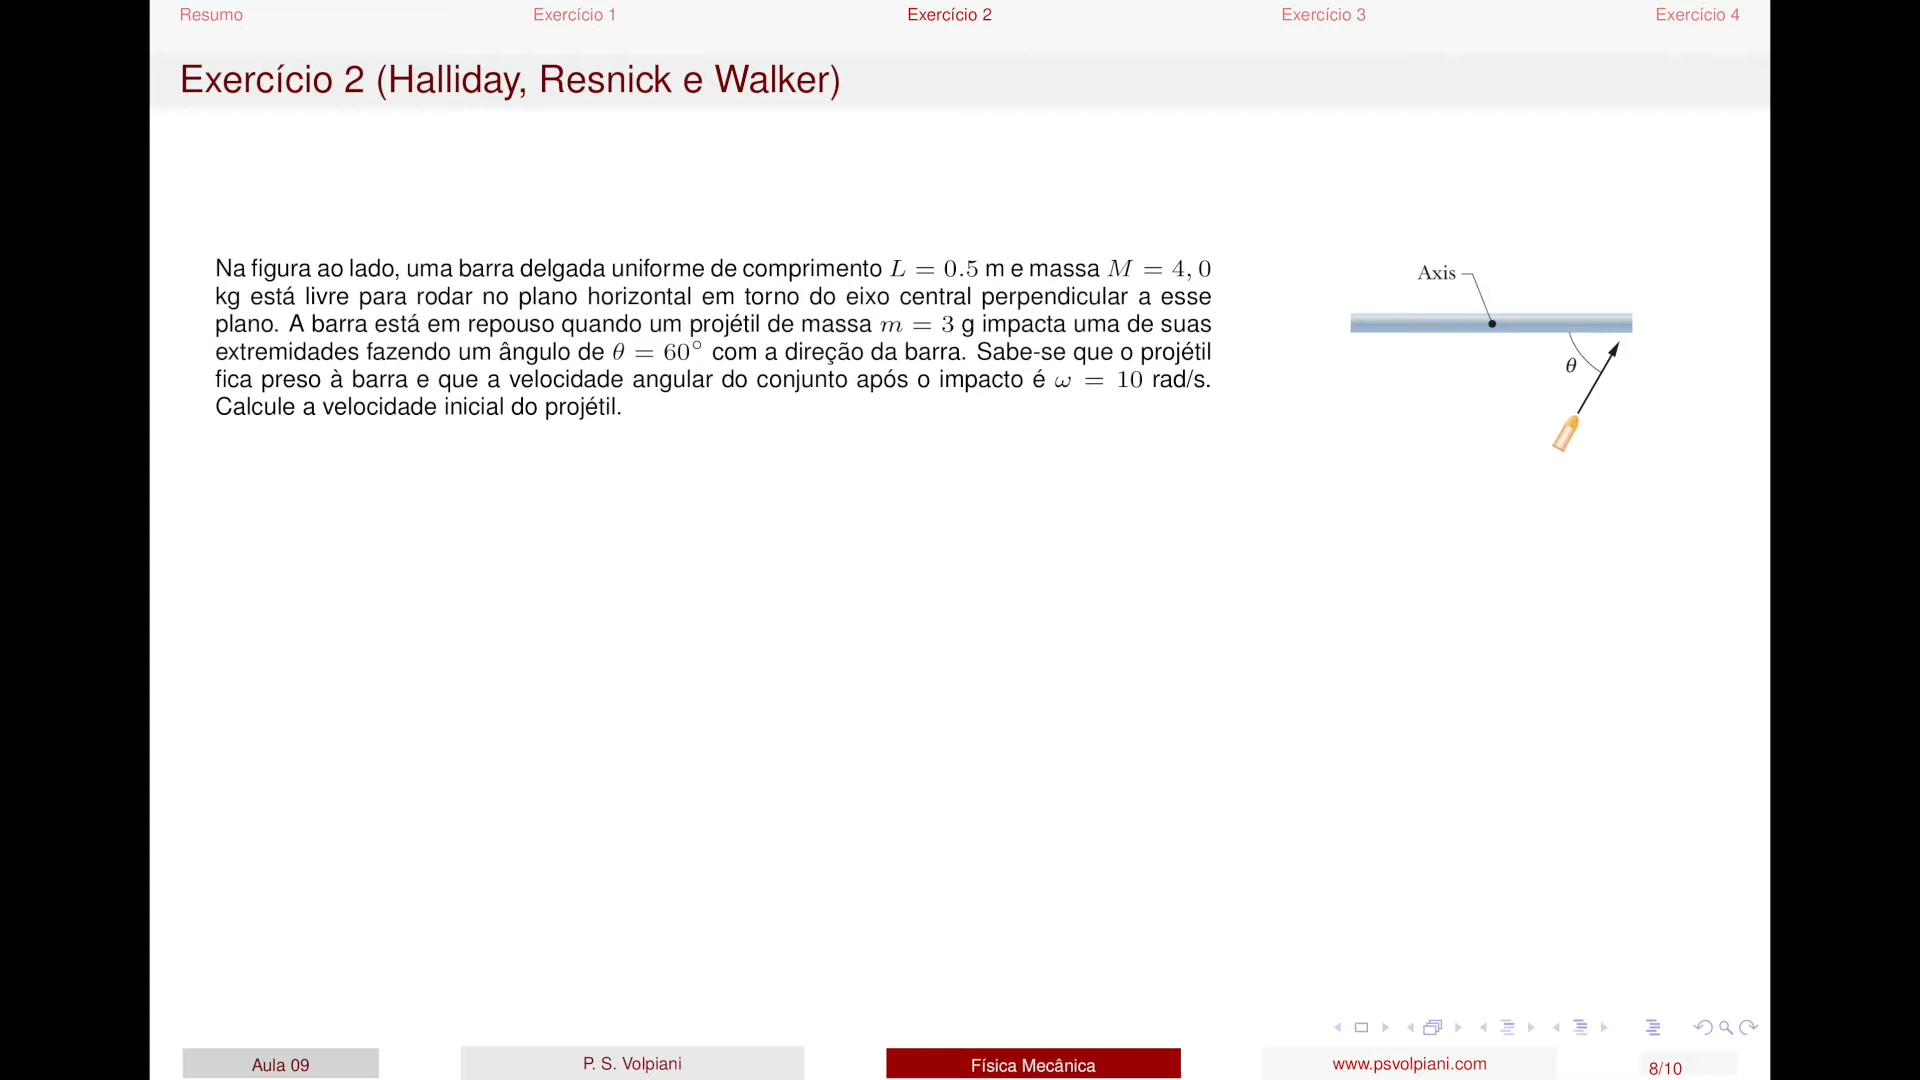 Resumo Exercício 1 Exercício 2 Exercício 3 Exercício 4
Exercício 2 (Halliday, Resnick e Walker)
Na figura ao lado, uma barra delgada uniforme de comprimento L = 0.5 m e massa M = 4, 0
kg está livre para rodar no plano horizontal em torno do eixo central perpendicular a esse
plano. A barra está em repouso quando um projétil de massa m = 3 g impacta uma de suas
extremidades fazendo um ângulo de θ = 60° com a direção da barra. Sabe-se que o projétil
fica preso à barra e que a velocidade angular do conjunto após o impacto é ω = 10 rad/s.
Calcule a velocidade inicial do projétil.
Axis
θ
Aula 09 P. S. Volpiani Física Mecânica www.psvolpiani.com 8/10